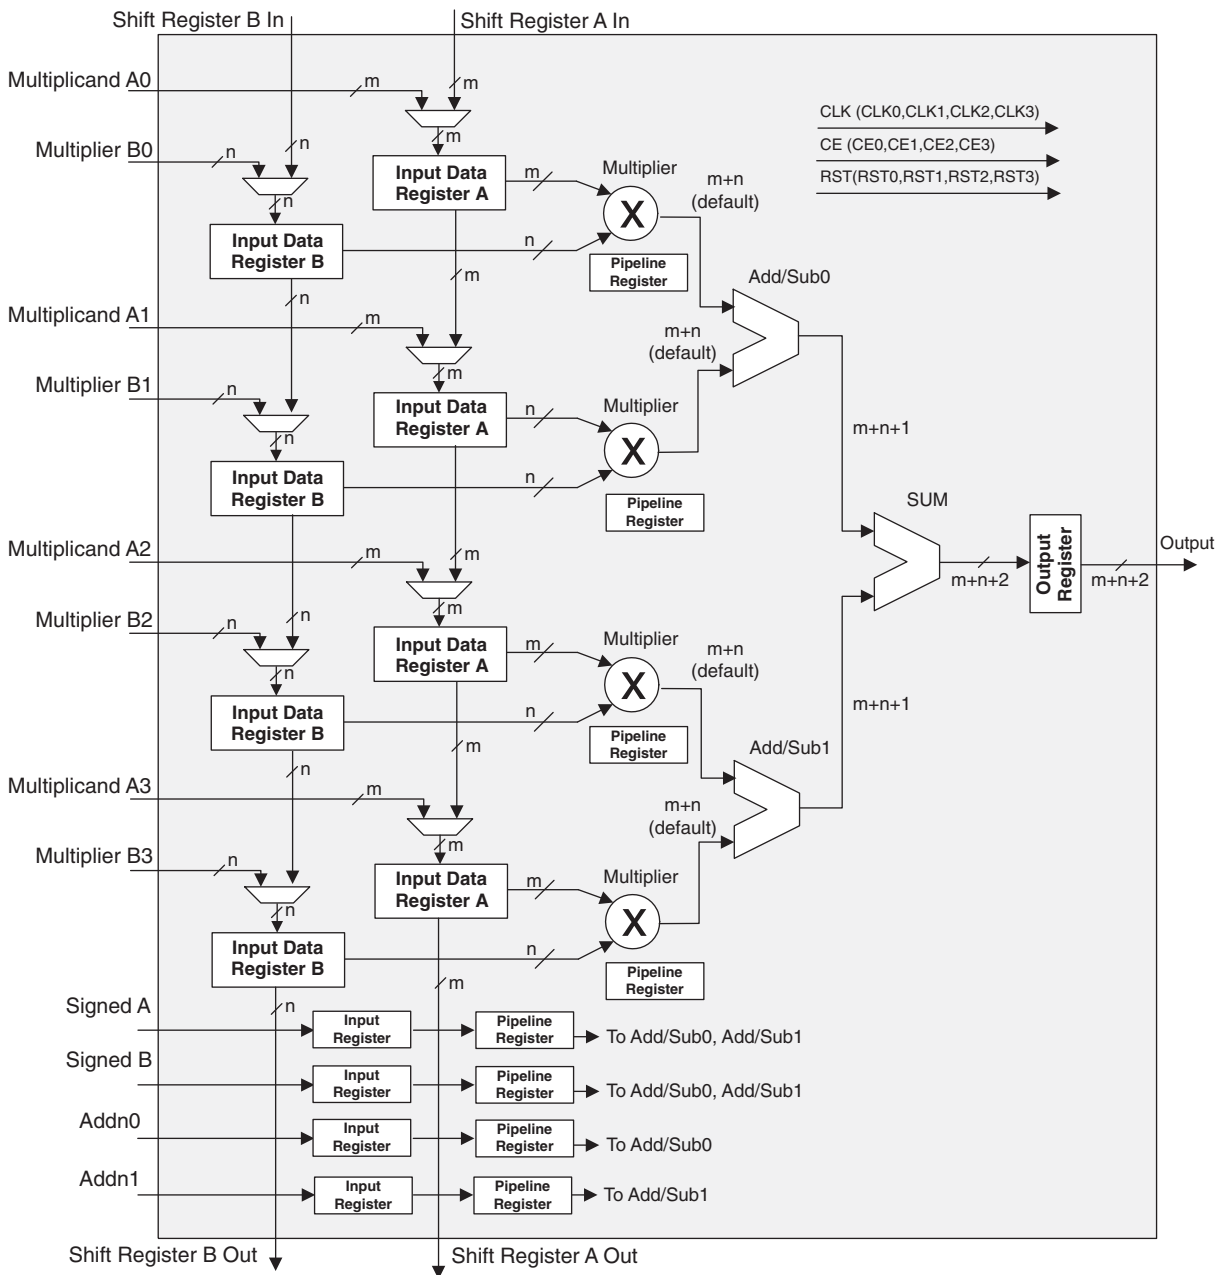 Shift Register B In
Shift Register A In
Multiplicand A0
m
m
CLK (CLK0,CLK1,CLK2,CLK3)
CE (CE0,CE1,CE2,CE3)
RST(RST0,RST1,RST2,RST3)
m
Multiplier B0
n
n
n
Input Data
Register A
m
Multiplier
X
m+n
(default)
Input Data
Register B
n
Pipeline
Register
m
n
Add/Sub0
Multiplicand A1
m
m
m+n
(default)
Multiplier B1
n
n
Input Data
Register A
n
Multiplier
X
m+n+1
Input Data
Register B
n
Pipeline
Register
SUM
Multiplicand A2
m
m
m
Output
Register
m+n+2
m+n+2
Output
Multiplier B2
n
n
n
Input Data
Register A
m
Multiplier
X
m+n
(default)
Input Data
Register B
n
Pipeline
Register
m+n+1
m
n
Add/Sub1
Multiplicand A3
m
m
m+n
(default)
Multiplier B3
n
n
Input Data
Register A
m
Multiplier
X
Input Data
Register B
n
Pipeline
Register
m
n
Signed A
Input
Register
Pipeline
Register
To Add/Sub0, Add/Sub1
Signed B
Input
Register
Pipeline
Register
To Add/Sub0, Add/Sub1
Addn0
Input
Register
Pipeline
Register
To Add/Sub0
Addn1
Input
Register
Pipeline
Register
To Add/Sub1
Shift Register B Out
Shift Register A Out